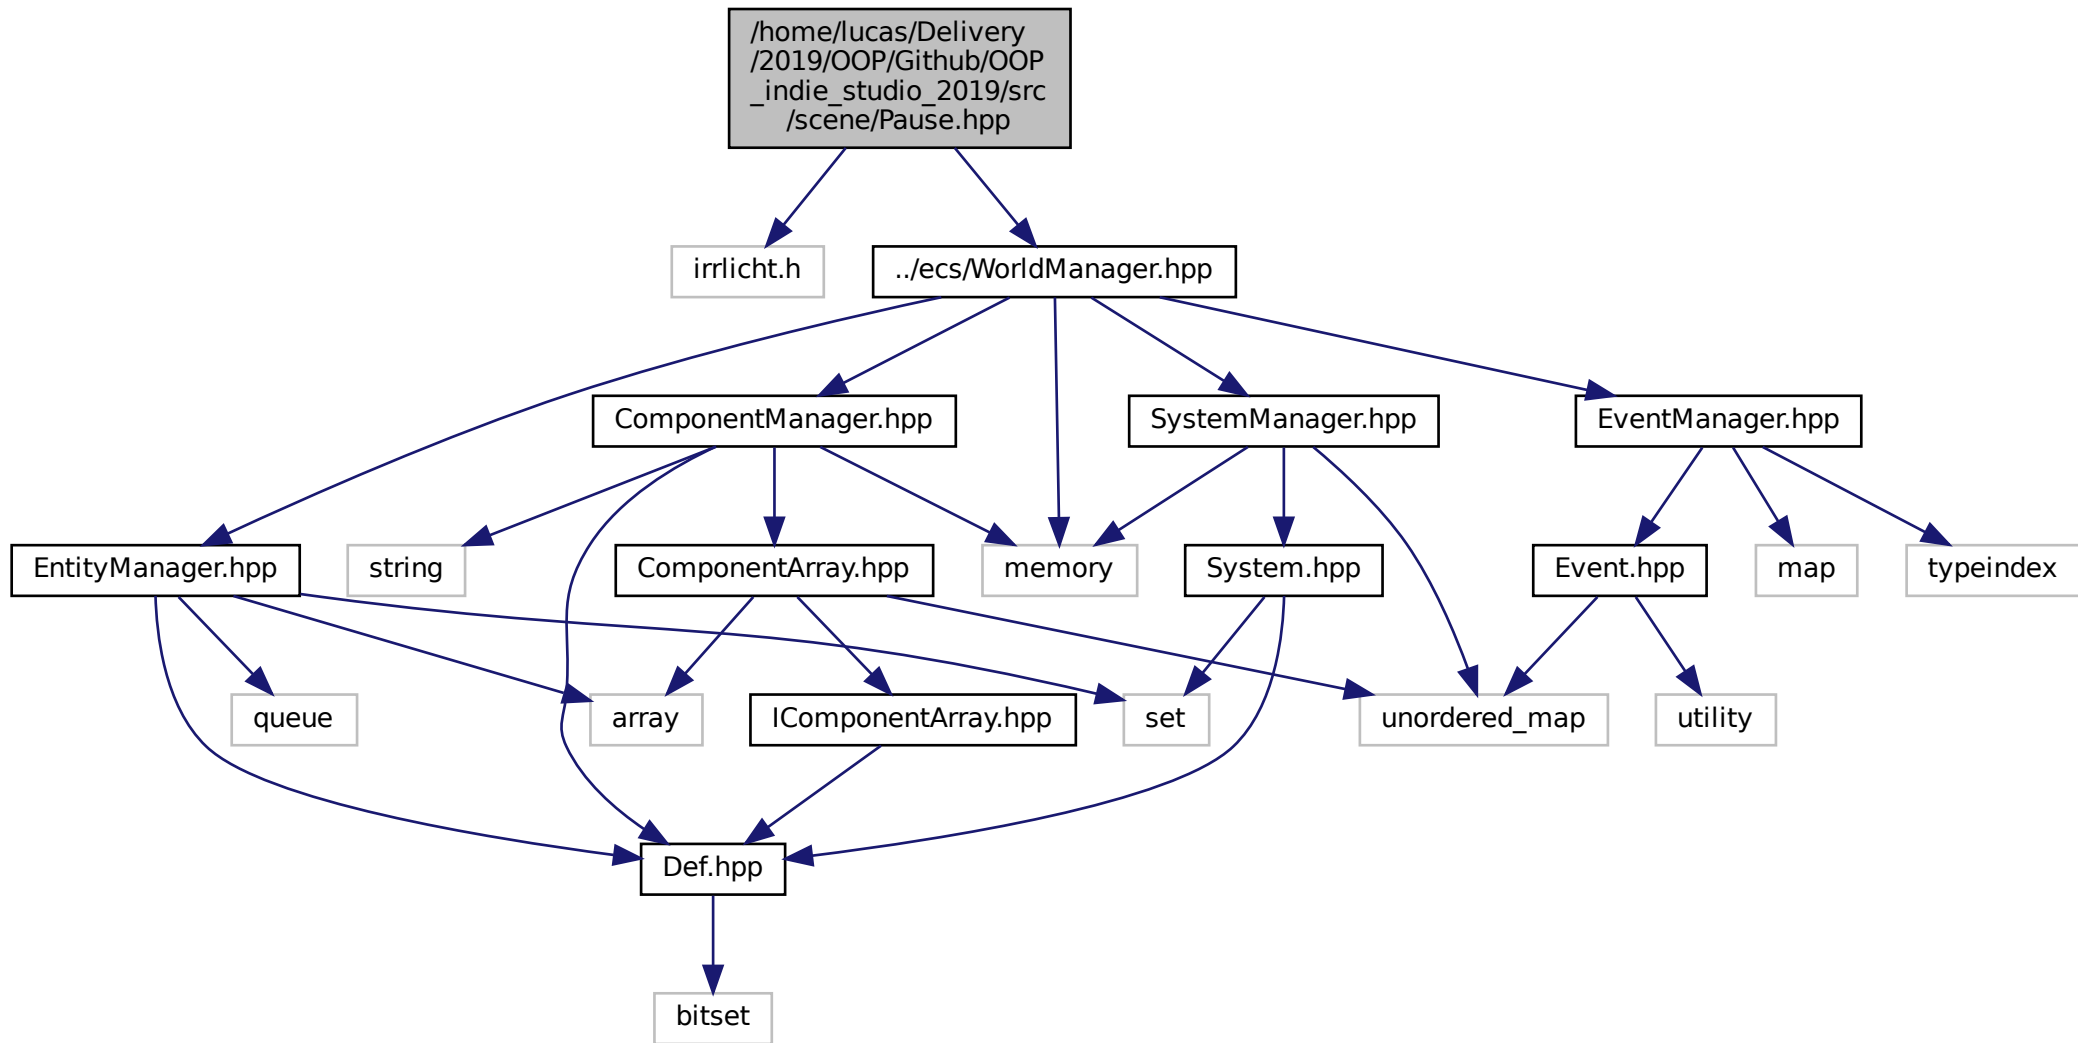 /home/lucas/Delivery
/2019/OOP/Github/OOP
_indie_studio_2019/src
/scene/Pause.hpp
irrlicht.h
../ecs/WorldManager.hpp
ComponentManager.hpp
SystemManager.hpp
EventManager.hpp
EntityManager.hpp
string
ComponentArray.hpp
memory
System.hpp
Event.hpp
map
typeindex
queue
array
IComponentArray.hpp
set
unordered_map
utility
Def.hpp
bitset